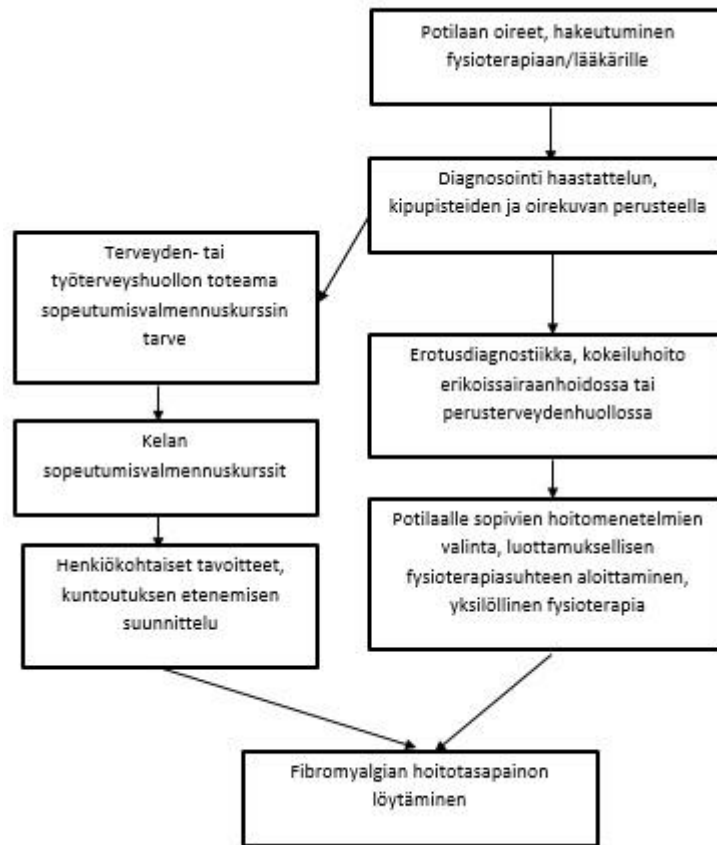 Potilaan oireet, hakeutuminen
fysioterapiaan/lääkärille
Diagnosointi haastattelun,
kipupisteiden ja oirekuvan perusteella
Terveyden- tai
työterveyshuollon toteama
sopeutumisvalmennuskurssin
tarve
Erotusdiagnostiikka, kokeiluhoito
erikoissairaanhoidossa tai
perusterveydenhuollossa
Kelan
sopeutumisvalmennuskurssit
Potilaalle sopivien hoitomenetelmien
valinta, luottamuksellisen
fysioterapiasuhteen aloittaminen,
yksilöllinen fysioterapia
Henkiökohtaiset tavoitteet,
kuntoutuksen etenemisen
suunnittelu
Fibromyalgian hoitotasapainon
löytäminen